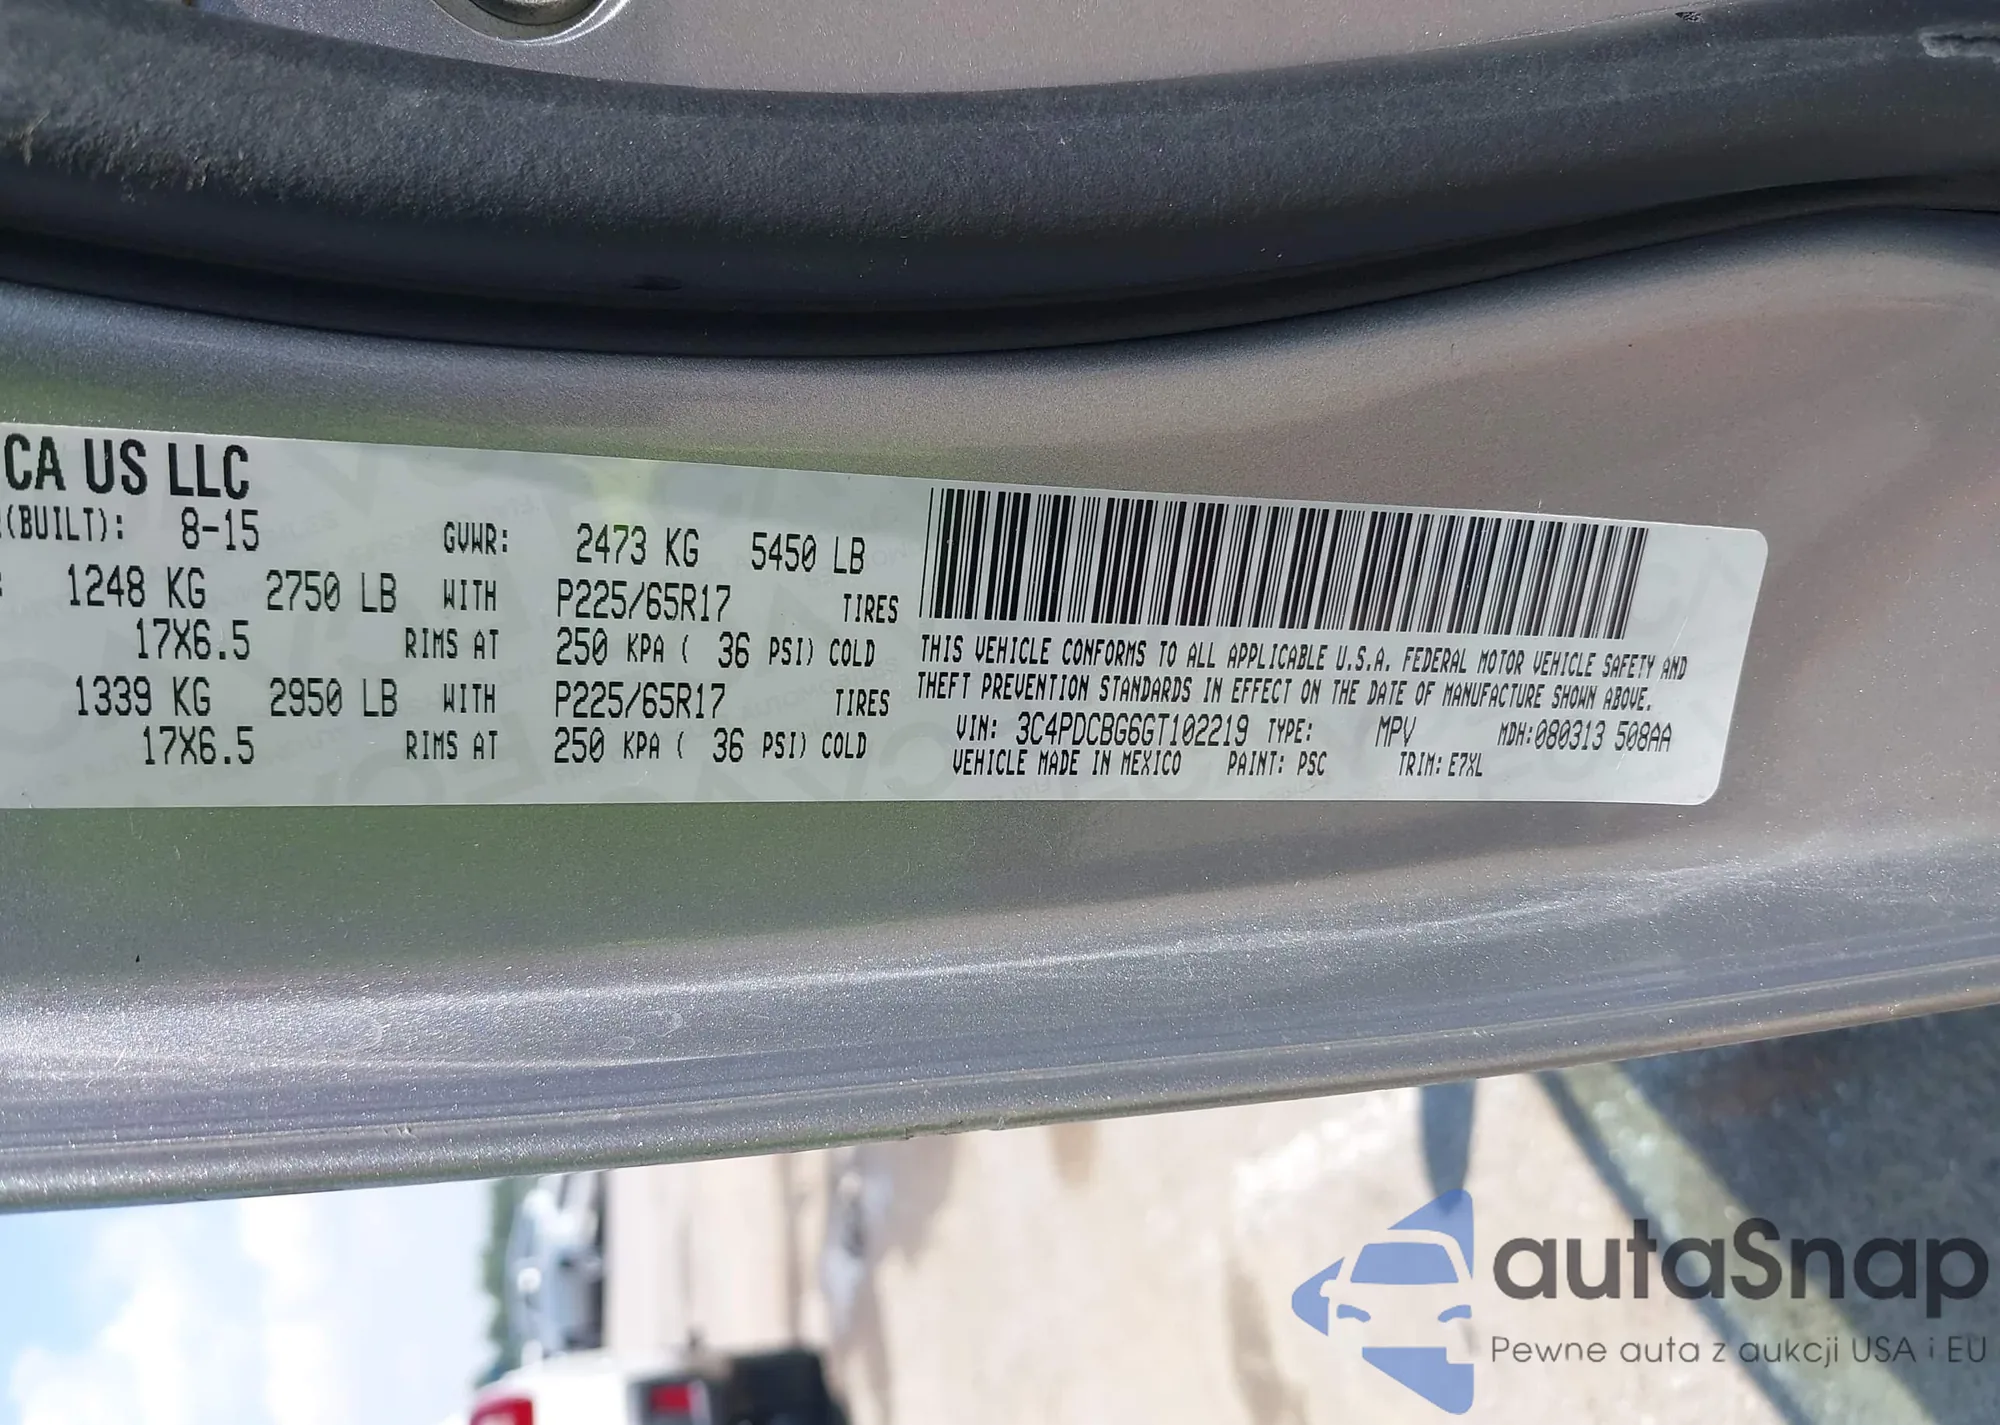 CA US LLC
(BUILT): 8-15 GVWR: 2473 KG 5450 LB
1248 KG 2750 LB WITH P225/65R17 TIRES
17X6.5 RIMS AT 250 KPA ( 36 PSI) COLD
1339 KG 2950 LB WITH P225/65R17 TIRES
17X6.5 RIMS AT 250 KPA ( 36 PSI) COLD
THIS VEHICLE CONFORMS TO ALL APPLICABLE U.S.A. FEDERAL MOTOR VEHICLE SAFETY AND
THEFT PREVENTION STANDARDS IN EFFECT ON THE DATE OF MANUFACTURE SHOWN ABOVE.
VIN: 3C4PDCBG6GT102219 TYPE: MPV MDH:080313 508AA
VEHICLE MADE IN MEXICO PAINT: PSC TRIM: E7XL
autaSnap
Pewne auta z aukcji USA i EU